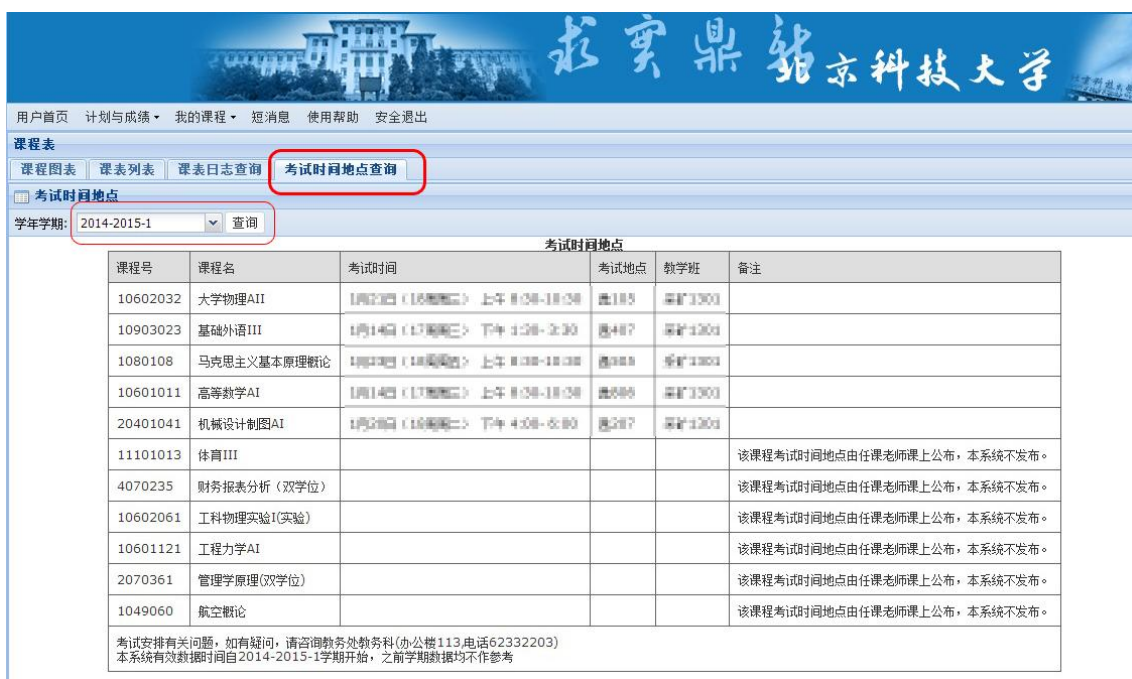 求实鼎新
北京科技大学
用户首页 计划与成绩 我的课程 短消息 使用帮助 安全退出
课程表
课程图表 课表列表 课表日志查询 考试时间地点查询
考试时间地点
学年学期: 2014-2015-1 查询
考试时间地点
课程号 课程名 考试时间 考试地点 教学班 备注
10602032 大学物理AII
10903023 基础外语III
1080108 马克思主义基本原理概论
10601011 高等数学AI
20401041 机械设计制图AI
11101013 体育III 该课程考试时间地点由任课老师课上公布，本系统不发布。
4070235 财务报表分析（双学位） 该课程考试时间地点由任课老师课上公布，本系统不发布。
10602061 工科物理实验I(实验) 该课程考试时间地点由任课老师课上公布，本系统不发布。
10601121 工程力学AI 该课程考试时间地点由任课老师课上公布，本系统不发布。
2070361 管理学原理(双学位) 该课程考试时间地点由任课老师课上公布，本系统不发布。
1049060 航空概论 该课程考试时间地点由任课老师课上公布，本系统不发布。
考试安排有关问题，如有疑问，请咨询教务处教务科(办公楼113,电话62332203)
本系统有效数据时间自2014-2015-1学期开始，之前学期数据均不作参考